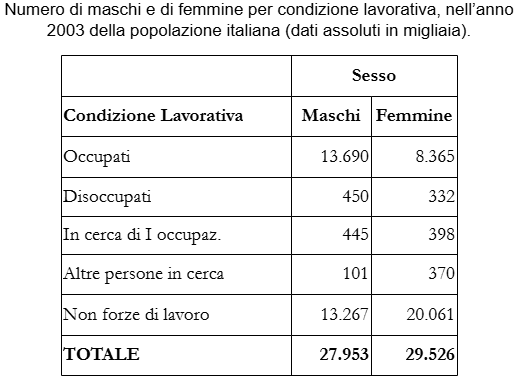 Numero di maschi e di femmine per condizione lavorativa, nell'anno
2003 della popolazione italiana (dati assoluti in migliaia).
Sesso
Condizione Lavorativa Maschi Femmine
Occupati 13.690 8.365
Disoccupati 450 332
In cerca di I occupaz. 445 398
Altre persone in cerca 101 370
Non forze di lavoro 13.267 20.061
TOTALE 27.953 29.526